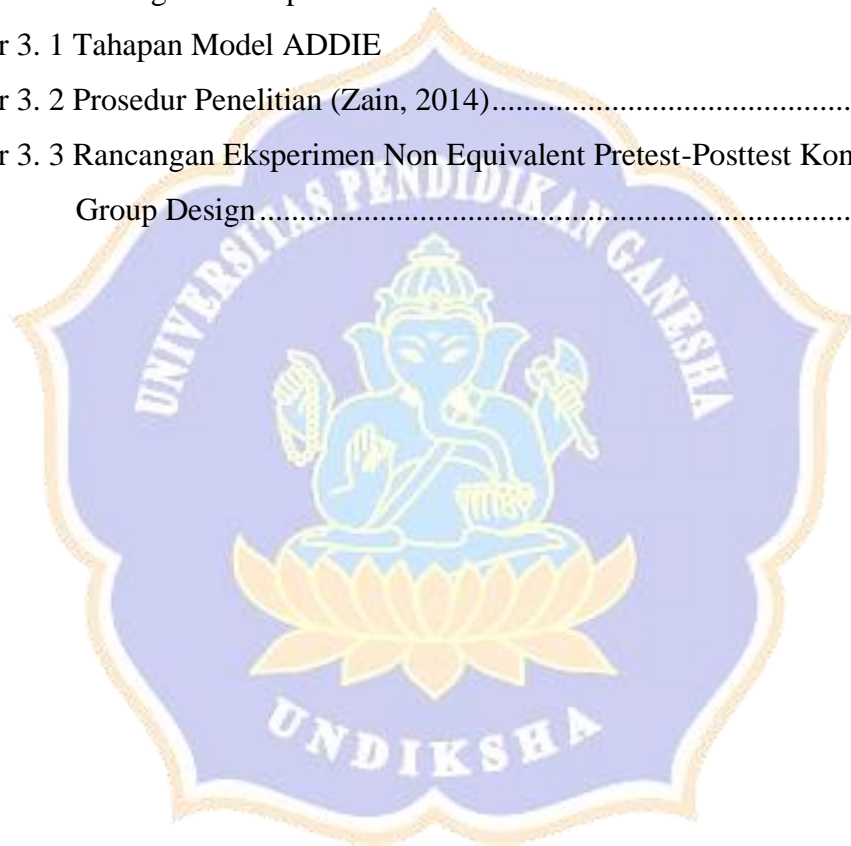 r 3. 1 Tahapan Model ADDIE
r 3. 2 Prosedur Penelitian (Zain, 2014)..........................................
r 3. 3 Rancangan Eksperimen Non Equivalent Pretest-Posttest Kon
Group Design..........................................................................
UNIVERSITAS PENDIDIKAN GANESHA
UNDIKSHA